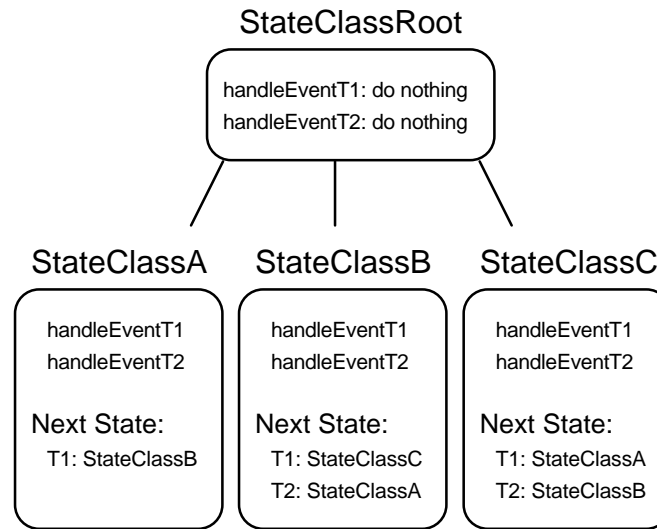 StateClassRoot
handleEventT1: do nothing
handleEventT2: do nothing
StateClassA
handleEventT1
handleEventT2
Next State:
T1: StateClassB
StateClassB
handleEventT1
handleEventT2
Next State:
T1: StateClassC
T2: StateClassA
StateClassC
handleEventT1
handleEventT2
Next State:
T1: StateClassA
T2: StateClassB